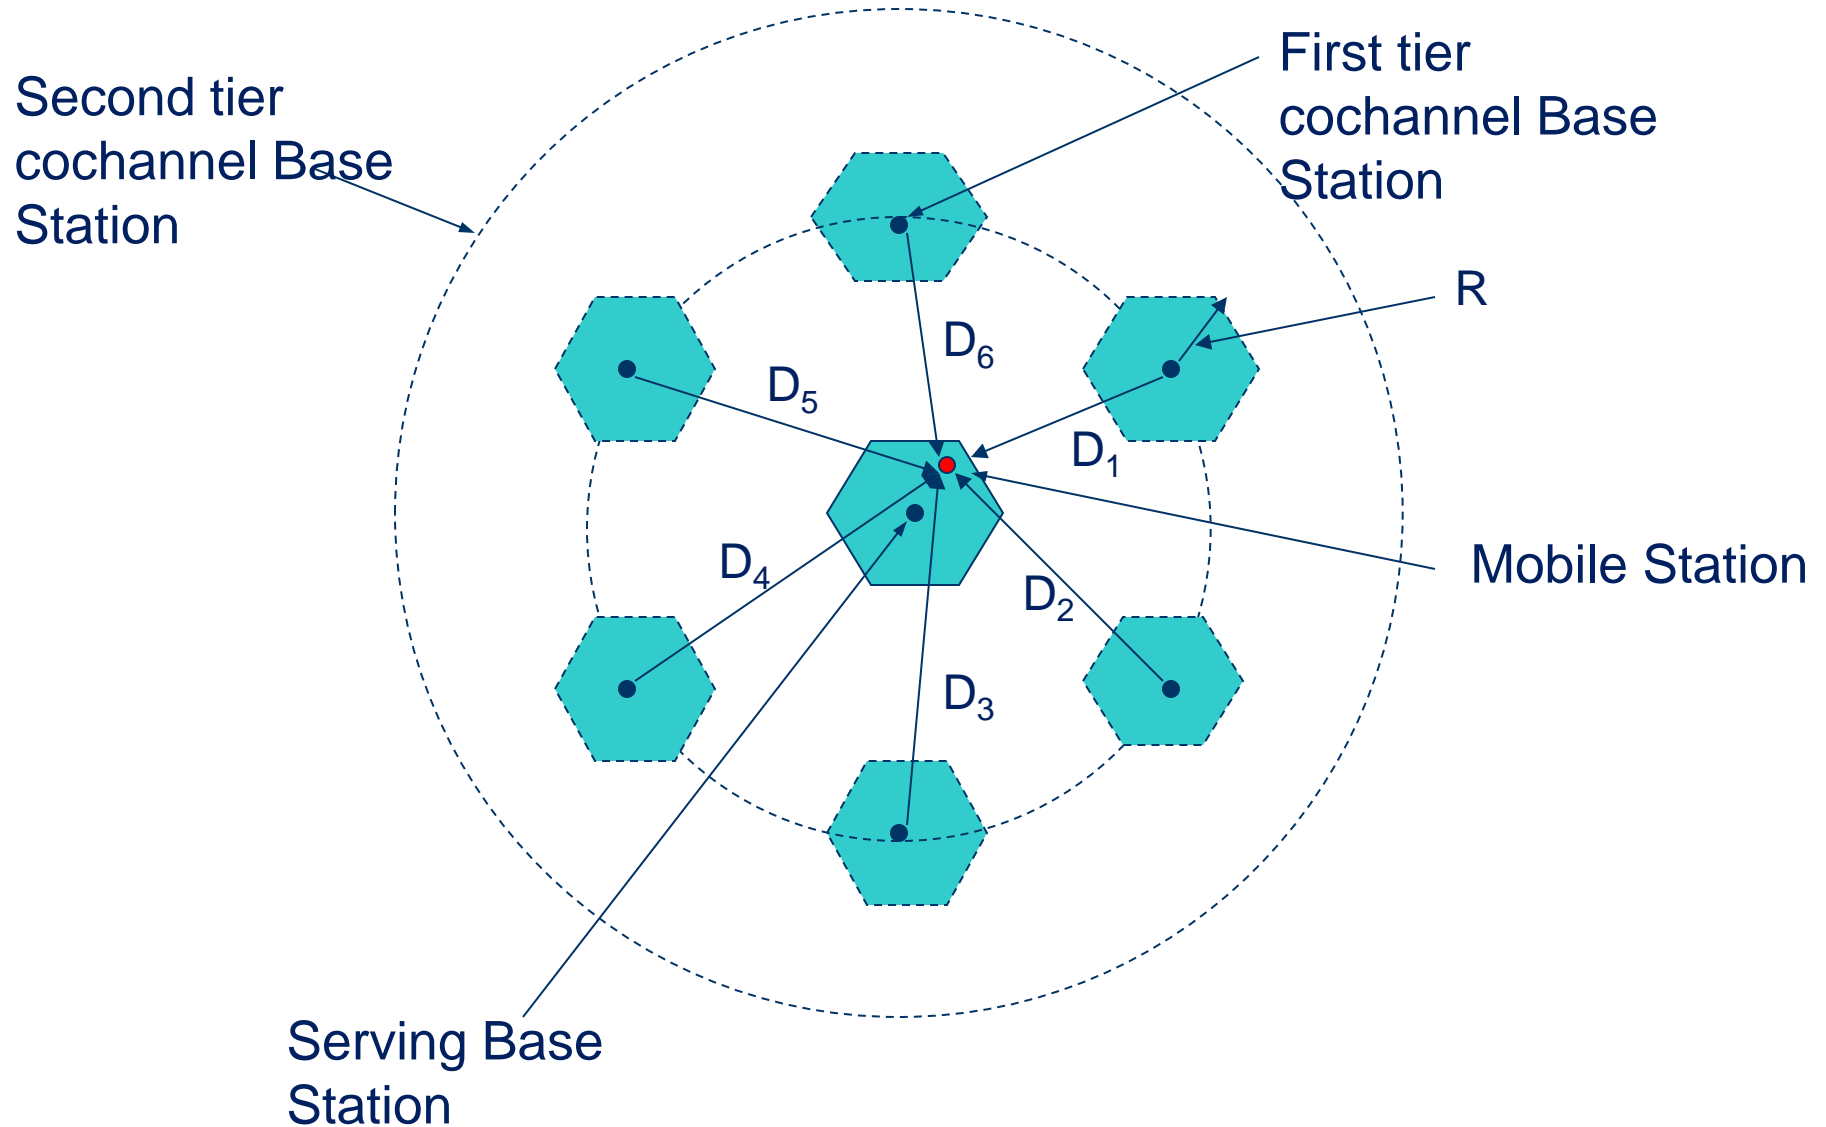 First tier
cochannel Base
Station
Second tier
cochannel Base
Station
R
D₆
D₅
D₁
Mobile Station
D₄
D₂
D₃
Serving Base
Station